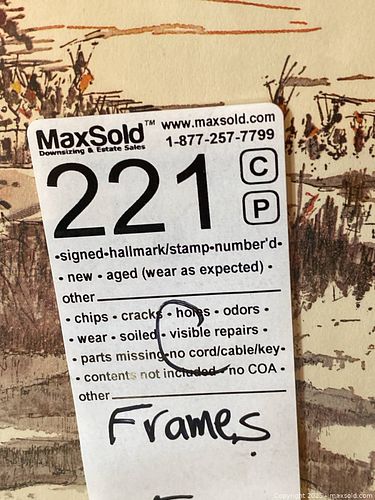 MaxSold™ www.maxsold.com
Downsizing & Estate Sales 1-877-257-7799
221 C
P
•signed-hallmark/stamp-number'd•
• new • aged (wear as expected) •
other
• chips • cracks • holes • odors •
• wear • soiled • visible repairs •
• parts missing•no cord/cable/key•
• contents not included • no COA •
other
Frames
Copyright 2025 - maxsold.com